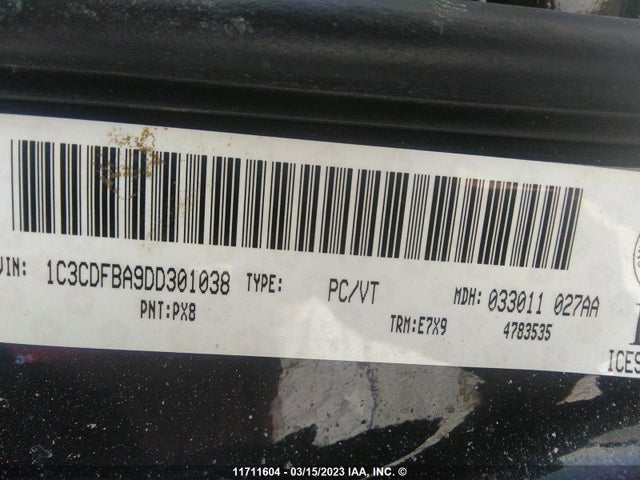 VIN: 1C3CDFBA9DD301038 TYPE: PC/VT MDH: 033011 027AA
PNT:PX8 TRM:E7X9 4783535
ICES
11711604 - 03/15/2023 IAA, INC. ©